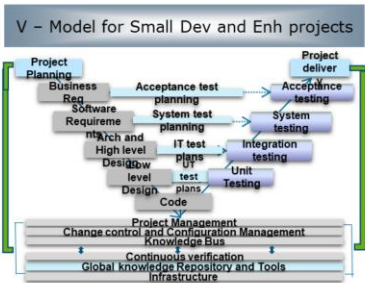 V – Model for Small Dev and Enh projects
Project
Planning
Project
deliver
y
Business
Req
Acceptance test
planning
Acceptance
testing
Software
Requireme
nts
System test
planning
System
testing
Arch and
High level
Design
IT test
plans
Integration
testing
Low
level
Design
UT
test
plans
Unit
Testing
Code
Project Management
Change control and Configuration Management
Knowledge Bus
Continuous verification
Global knowledge Repository and Tools
Infrastructure